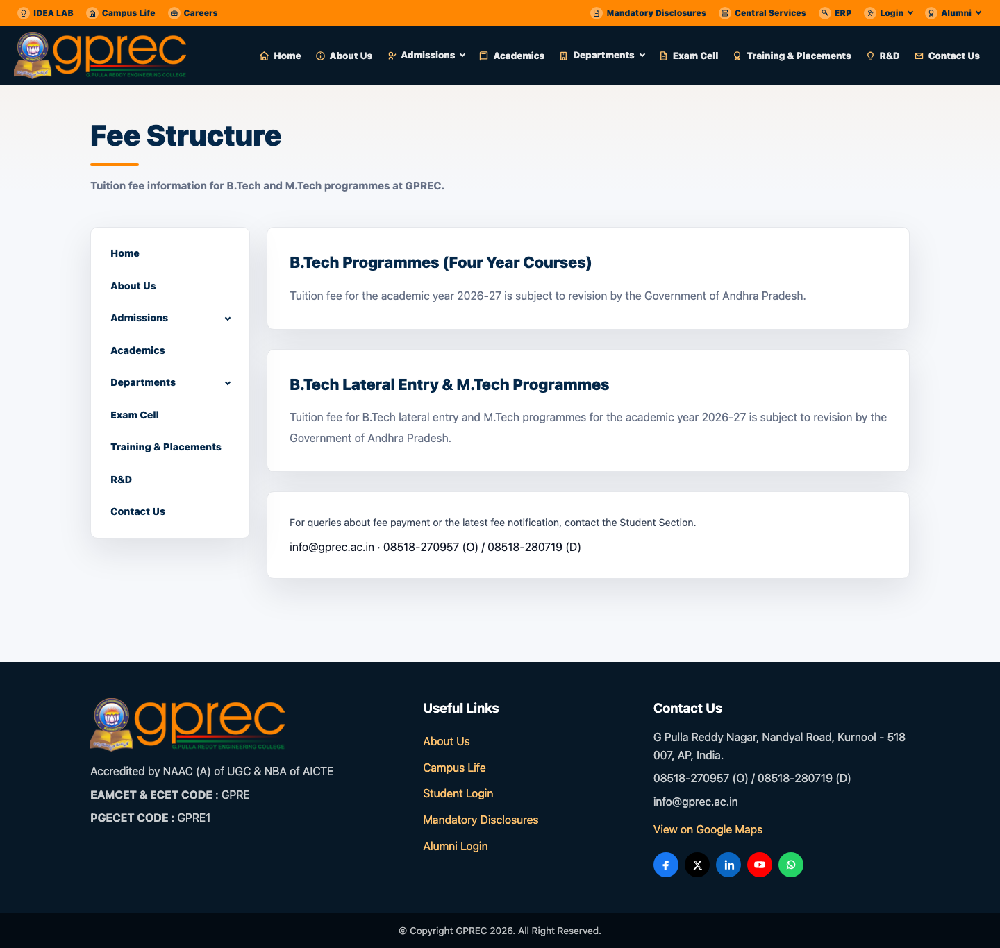 IDEA LAB
Campus Life
Careers
Mandatory Disclosures
Central Services
ERP
Login
Alumni
gprec
G.PULLA REDDY ENGINEERING COLLEGE
Home
About Us
Admissions
Academics
Departments
Exam Cell
Training & Placements
R&D
Contact Us
Fee Structure
Tuition fee information for B.Tech and M.Tech programmes at GPREC.
Home
About Us
Admissions
Academics
Departments
Exam Cell
Training & Placements
R&D
Contact Us
B.Tech Programmes (Four Year Courses)
Tuition fee for the academic year 2026-27 is subject to revision by the Government of Andhra Pradesh.
B.Tech Lateral Entry & M.Tech Programmes
Tuition fee for B.Tech lateral entry and M.Tech programmes for the academic year 2026-27 is subject to revision by the
Government of Andhra Pradesh.
For queries about fee payment or the latest fee notification, contact the Student Section.
info@gprec.ac.in · 08518-270957 (O) / 08518-280719 (D)
gprec
G.PULLA REDDY ENGINEERING COLLEGE
Accredited by NAAC (A) of UGC & NBA of AICTE
EAMCET & ECET CODE : GPRE
PGECET CODE : GPRE1
Useful Links
About Us
Campus Life
Student Login
Mandatory Disclosures
Alumni Login
Contact Us
G Pulla Reddy Nagar, Nandyal Road, Kurnool - 518
007, AP, India.
08518-270957 (O) / 08518-280719 (D)
info@gprec.ac.in
View on Google Maps
© Copyright GPREC 2026. All Right Reserved.